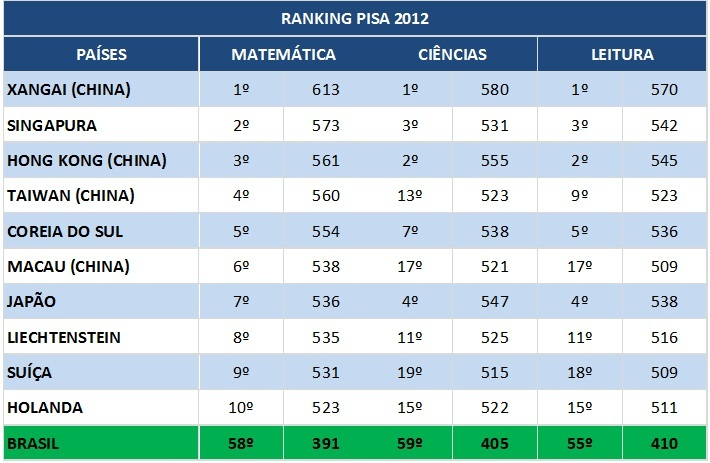 RANKING PISA 2012
PAÍSES MATEMÁTICA CIÊNCIAS LEITURA
XANGAI (CHINA) 1º 613 1º 580 1º 570
SINGAPURA 2º 573 3º 531 3º 542
HONG KONG (CHINA) 3º 561 2º 555 2º 545
TAIWAN (CHINA) 4º 560 13º 523 9º 523
COREIA DO SUL 5º 554 7º 538 5º 536
MACAU (CHINA) 6º 538 17º 521 17º 509
JAPÃO 7º 536 4º 547 4º 538
LIECHTENSTEIN 8º 535 11º 525 11º 516
SUÍÇA 9º 531 19º 515 18º 509
HOLANDA 10º 523 15º 522 15º 511
BRASIL 58º 391 59º 405 55º 410